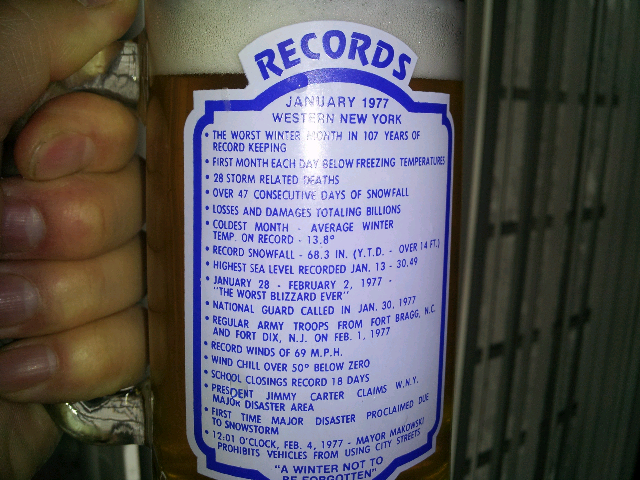 RECORDS
JANUARY 1977
WESTERN NEW YORK
• THE WORST WINTER MONTH IN 107 YEARS OF
RECORD KEEPING
• FIRST MONTH EACH DAY BELOW FREEZING TEMPERATURES
• 28 STORM RELATED DEATHS
• OVER 47 CONSECUTIVE DAYS OF SNOWFALL
• LOSSES AND DAMAGES TOTALING BILLIONS
• COLDEST MONTH - AVERAGE WINTER
TEMP. ON RECORD - 13.8°
• RECORD SNOWFALL - 68.3 IN. (Y.T.D. - OVER 14 FT.)
• HIGHEST SEA LEVEL RECORDED JAN. 13 - 30.49
• JANUARY 28 - FEBRUARY 2, 1977 -
"THE WORST BLIZZARD EVER"
• NATIONAL GUARD CALLED IN JAN. 30, 1977
• REGULAR ARMY TROOPS FROM FORT BRAGG, N.C.
AND FORT DIX, N.J. ON FEB. 1, 1977
• RECORD WINDS OF 69 M.P.H.
• WIND CHILL OVER 50° BELOW ZERO
• SCHOOL CLOSINGS RECORD 18 DAYS
• PRESIDENT JIMMY CARTER CLAIMS W.N.Y.
MAJOR DISASTER AREA
• FIRST TIME MAJOR DISASTER PROCLAIMED DUE
TO SNOWSTORM
• 12:01 O'CLOCK, FEB. 4, 1977 - MAYOR MAKOWSKI
PROHIBITS VEHICLES FROM USING CITY STREETS
"A WINTER NOT TO
BE FORGOTTEN"